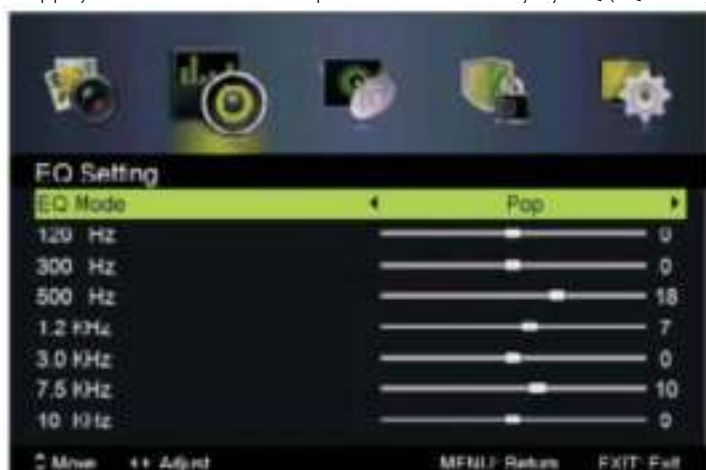 EQ Setting
EQ Mode Pop
120 Hz 0
300 Hz 0
500 Hz 18
1.2 KHz 7
3.0 KHz 0
7.5 KHz 10
10 KHz 0
Move Adjust MENU: Return EXIT: Exit